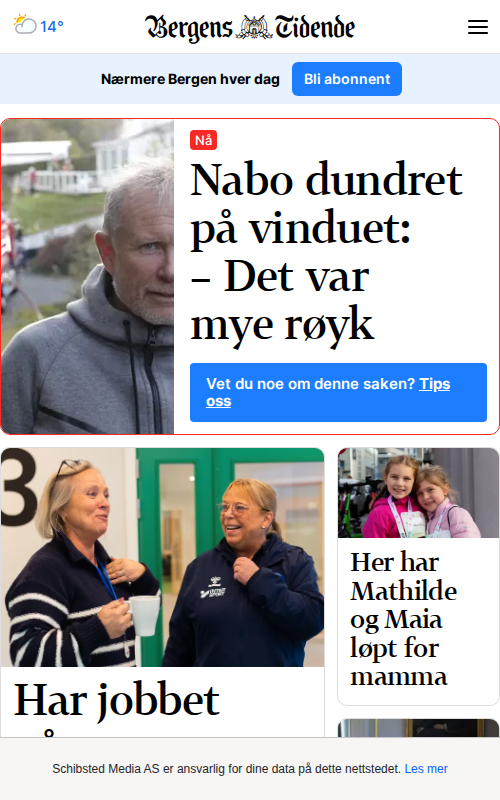 14°
Bergens Tidende
Nærmere Bergen hver dag
Bli abonnent
Nå
Nabo dundret
på vinduet:
– Det var
mye røyk
Vet du noe om denne saken? Tips
oss
3
Har jobbet
Her har
Mathilde
og Maia
løpt for
mamma
Schibsted Media AS er ansvarlig for dine data på dette nettstedet. Les mer